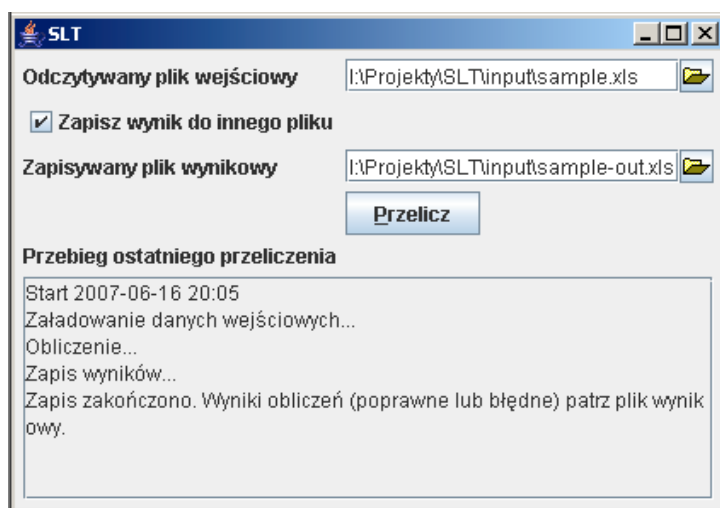 SLT
Odczytywany plik wejściowy I:\Projekty\SLT\input\sample.xls
Zapisz wynik do innego pliku
Zapisywany plik wynikowy I:\Projekty\SLT\input\sample-out.xls
Przelicz
Przebieg ostatniego przeliczenia
Start 2007-06-16 20:05
Załadowanie danych wejściowych...
Obliczenie...
Zapis wyników...
Zapis zakończono. Wyniki obliczeń (poprawne lub błędne) patrz plik wynik
owy.